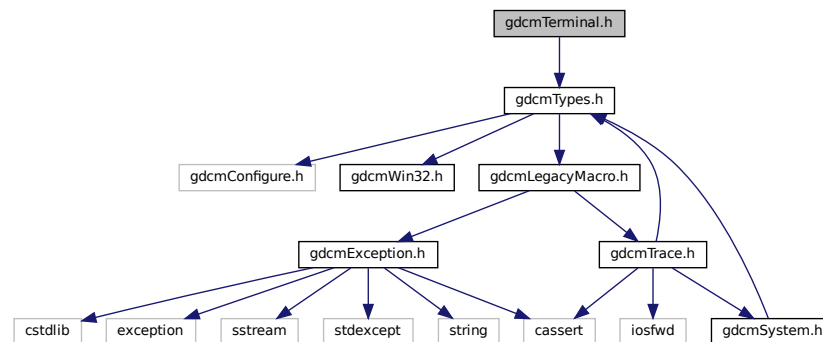 gdcmTerminal.h
gdcmTypes.h
gdcmConfigure.h
gdcmWin32.h
gdcmLegacyMacro.h
gdcmException.h
gdcmTrace.h
cstdlib
exception
sstream
stdexcept
string
cassert
iosfwd
gdcmSystem.h